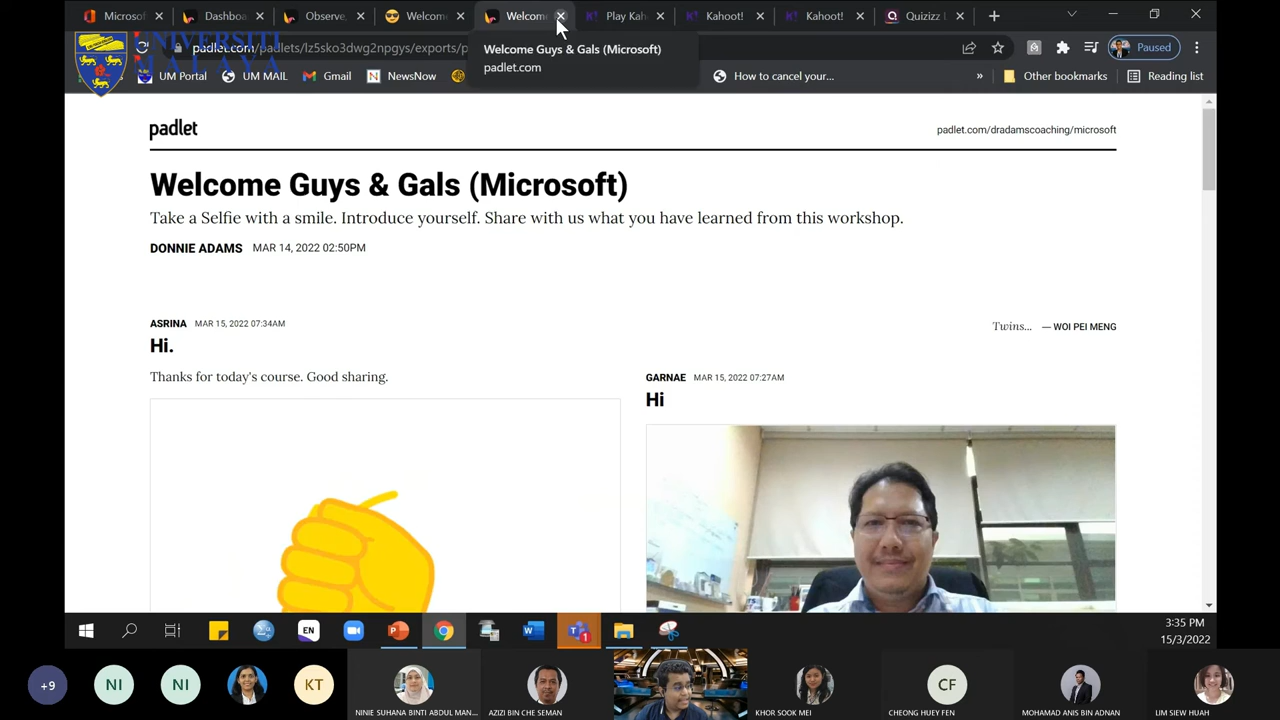 Microsof
Dashboa
Observe,
Welcom
Welcome
Play Kah
Kahoot!
Kahoot!
Quizizz L
UNIVERSITI
MALAYA
padlet.com/padlets/lz5sko3dwg2npgys/exports/p
Paused
Welcome Guys & Gals (Microsoft)
padlet.com
UM Portal
UM MAIL
Gmail
NewsNow
How to cancel your...
»
Other bookmarks
Reading list
padlet
padlet.com/dradamscoaching/microsoft
Welcome Guys & Gals (Microsoft)
Take a Selfie with a smile. Introduce yourself. Share with us what you have learned from this workshop.
DONNIE ADAMS MAR 14, 2022 02:50PM
ASRINA MAR 15, 2022 07:34AM
Hi.
Thanks for today's course. Good sharing.
Twins... — WOI PEI MENG
GARNAE MAR 15, 2022 07:27AM
Hi
EN
1
3:35 PM
15/3/2022
+9
NI
NI
KT
NINIE SUHANA BINTI ABDUL MAN...
AZIZI BIN CHE SEMAN
KHOR SOOK MEI
CF
CHEONG HUEY FEN
MOHAMAD ANIS BIN ADNAN
LIM SIEW HUAH